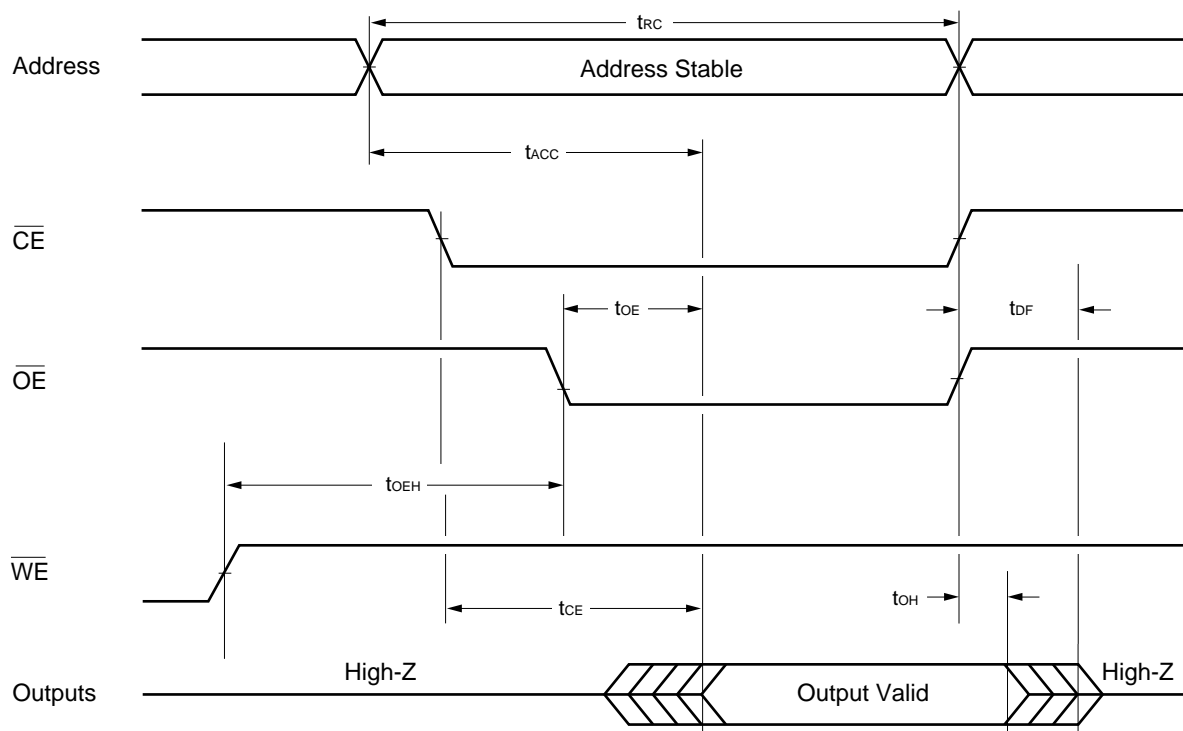 tRC
Address
Address Stable
tACC
CE
tOE
tDF
OE
tOEH
WE
tCE
tOH
High-Z
High-Z
Outputs
Output Valid